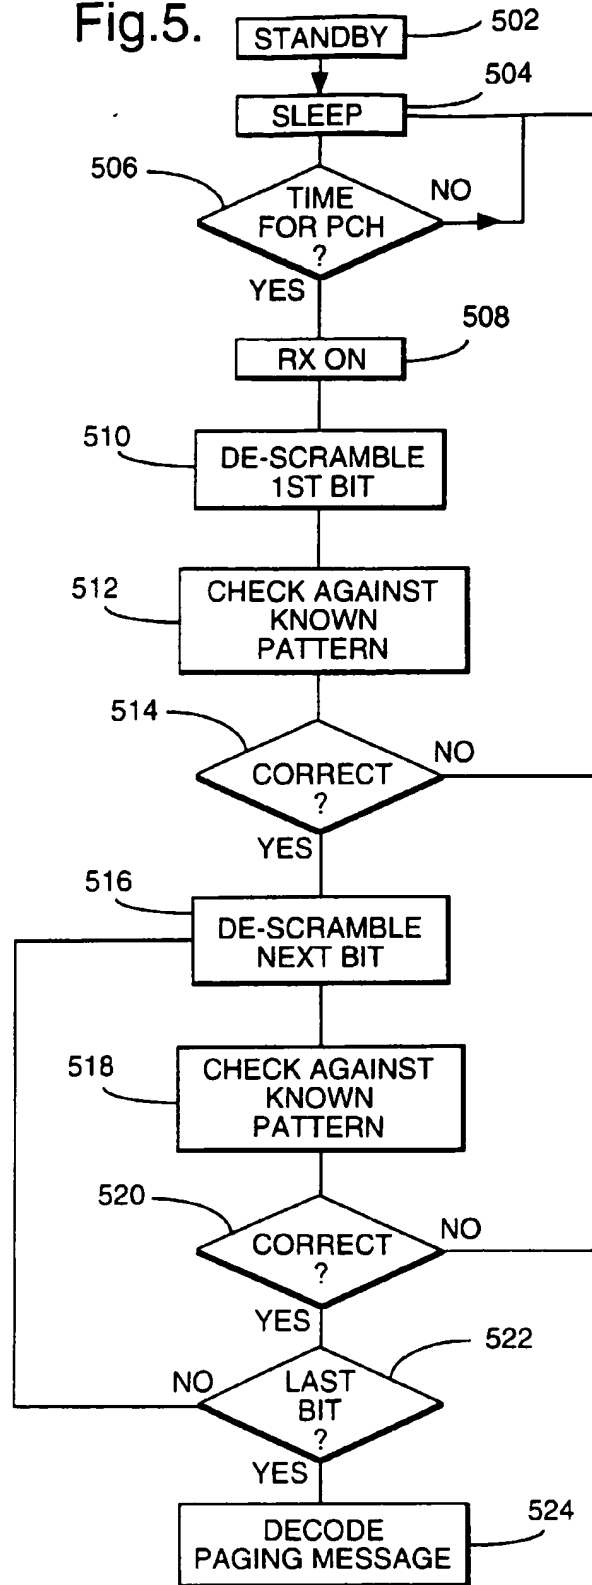 Fig.5.
STANDBY
502
SLEEP
504
506
TIME
FOR PCH
?
NO
YES
RX ON
508
510
DE-SCRAMBLE
1ST BIT
512
CHECK AGAINST
KNOWN
PATTERN
514
CORRECT
?
NO
YES
516
DE-SCRAMBLE
NEXT BIT
518
CHECK AGAINST
KNOWN
PATTERN
520
CORRECT
?
NO
YES
522
NO
LAST
BIT
?
YES
DECODE
PAGING MESSAGE
524